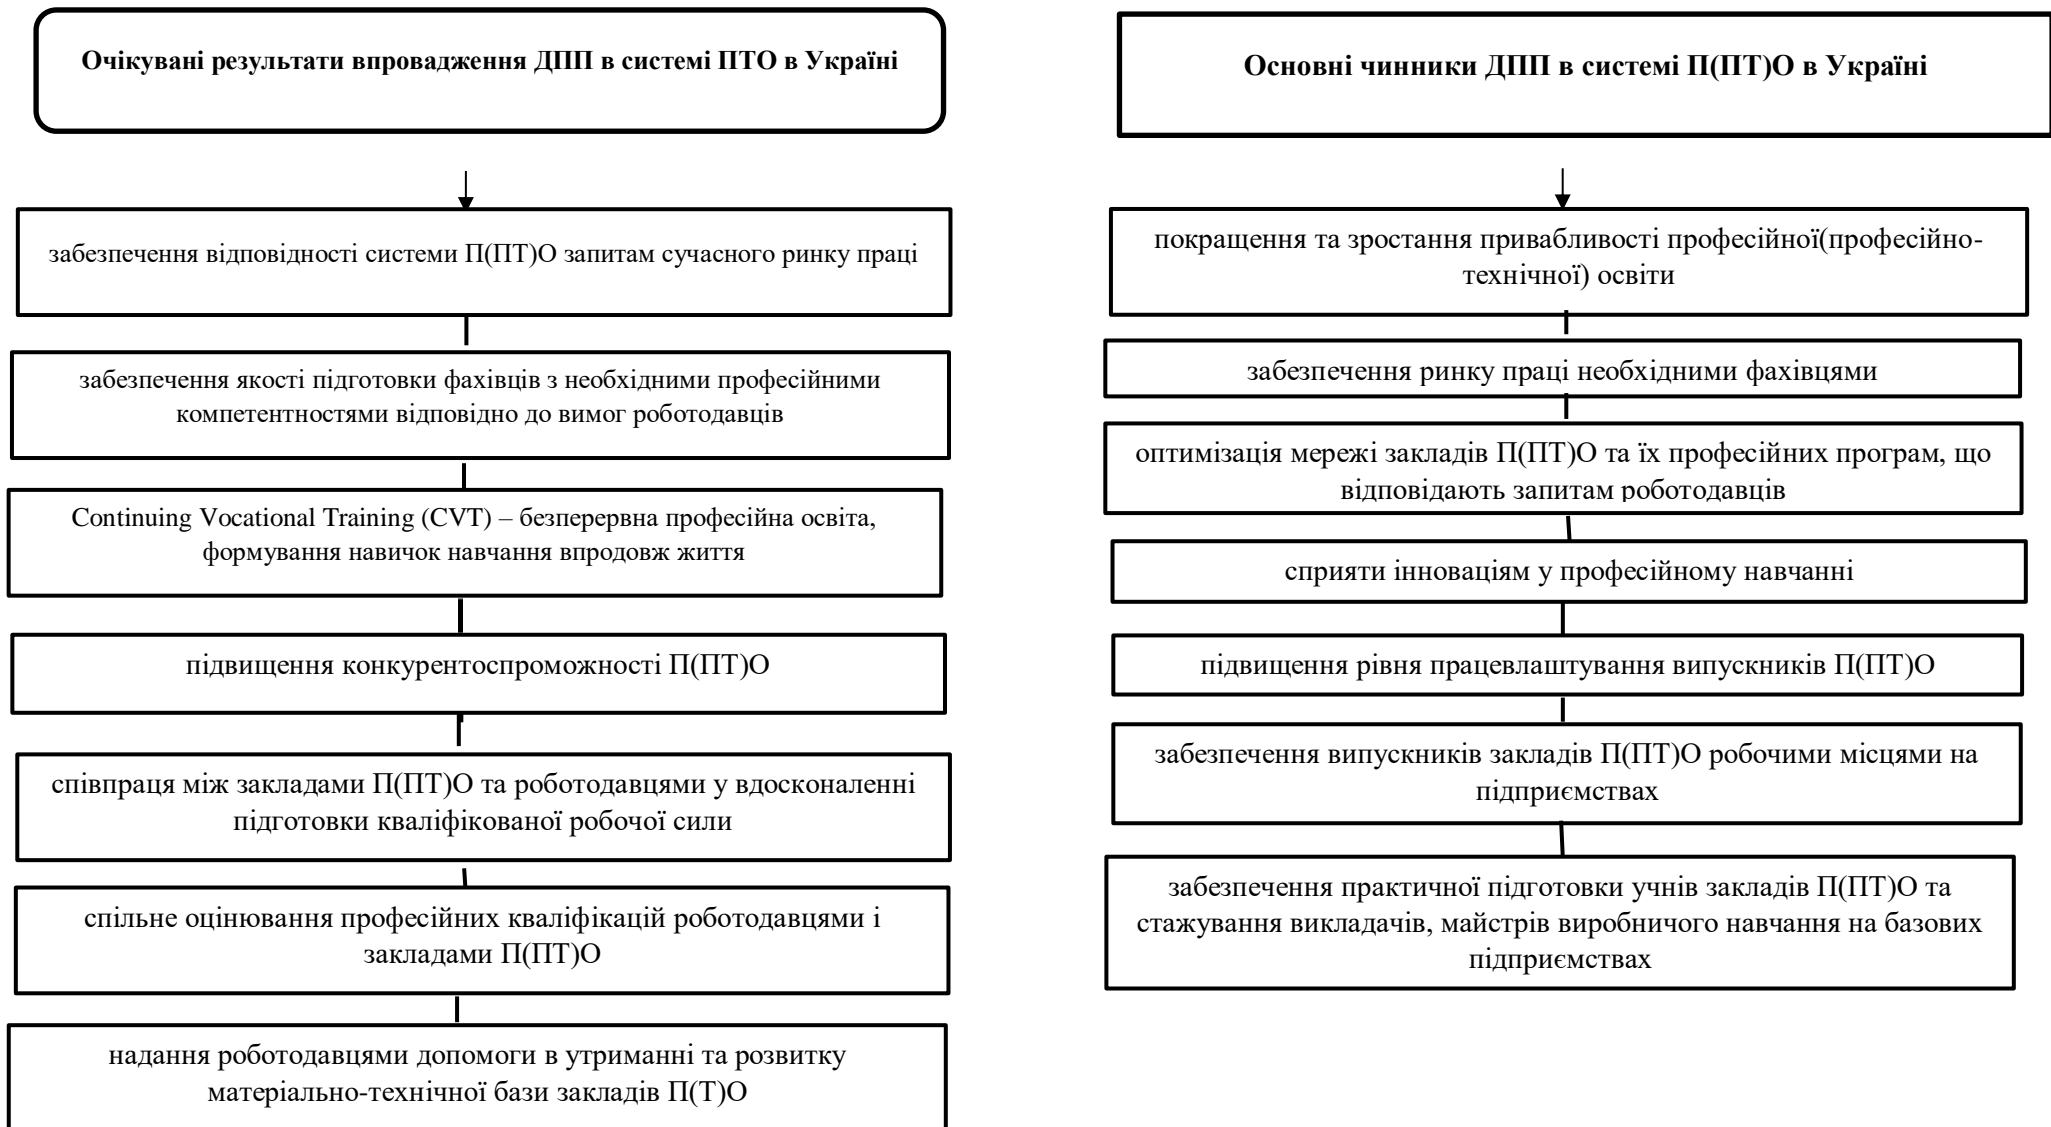 Очікувані результати впровадження ДПП в системі ПТО в Україні
забезпечення відповідності системи П(ПТ)О запитам сучасного ринку праці
забезпечення якості підготовки фахівців з необхідними професійними
компетентностями відповідно до вимог роботодавців
Continuing Vocational Training (CVT) – безперервна професійна освіта,
формування навичок навчання впродовж життя
підвищення конкурентоспроможності П(ПТ)О
співпраця між закладами П(ПТ)О та роботодавцями у вдосконаленні
підготовки кваліфікованої робочої сили
спільне оцінювання професійних кваліфікацій роботодавцями і
закладами П(ПТ)О
надання роботодавцями допомоги в утриманні та розвитку
матеріально-технічної бази закладів П(Т)О
Основні чинники ДПП в системі П(ПТ)О в Україні
покращення та зростання привабливості професійної(професійно-
технічної) освіти
забезпечення ринку праці необхідними фахівцями
оптимізація мережі закладів П(ПТ)О та їх професійних програм, що
відповідають запитам роботодавців
сприяти інноваціям у професійному навчанні
підвищення рівня працевлаштування випускників П(ПТ)О
забезпечення випускників закладів П(ПТ)О робочими місцями на
підприємствах
забезпечення практичної підготовки учнів закладів П(ПТ)О та
стажування викладачів, майстрів виробничого навчання на базових
підприємствах